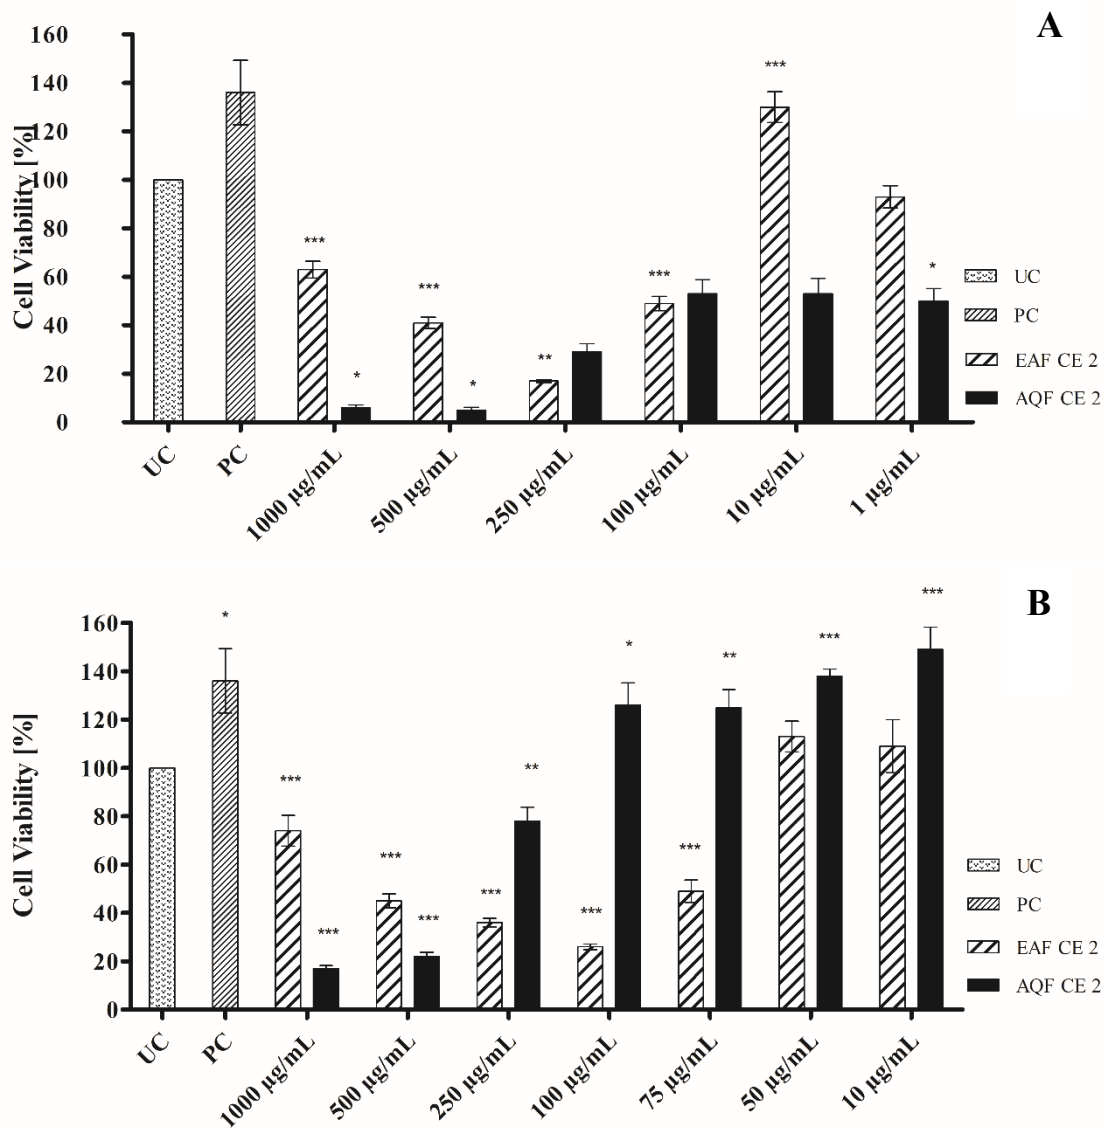 A
Cell Viability [%]
160
140
120
100
80
60
40
20
0
***
***
***
***
**
*
*
*
UC
PC
1000 µg/mL
500 µg/mL
250 µg/mL
100 µg/mL
10 µg/mL
1 µg/mL
UC
PC
EAF CE 2
AQF CE 2
B
Cell Viability [%]
160
140
120
100
80
60
40
20
0
*
***
***
***
***
***
**
***
*
***
**
***
***
UC
PC
1000 µg/mL
500 µg/mL
250 µg/mL
100 µg/mL
75 µg/mL
50 µg/mL
10 µg/mL
UC
PC
EAF CE 2
AQF CE 2